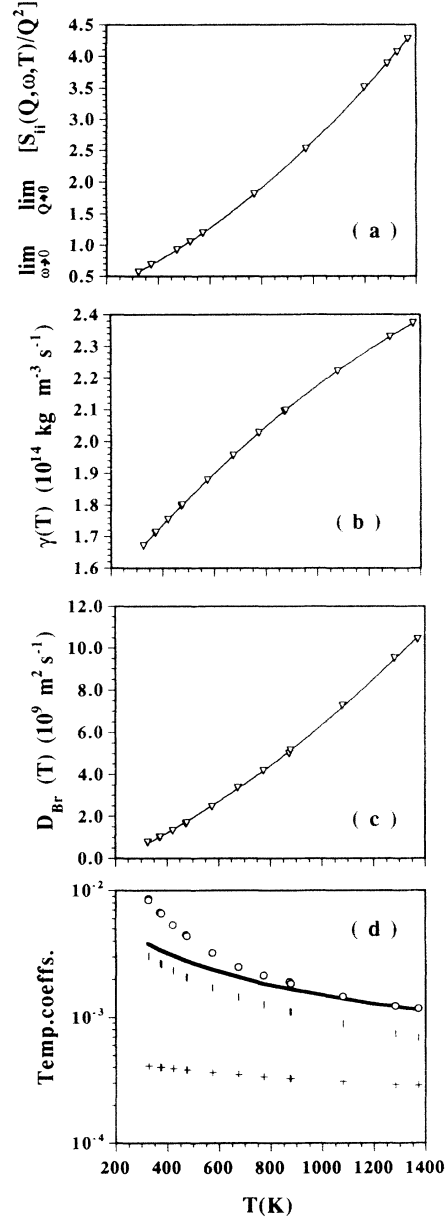 lim lim [S_ii(Q,ω,T)/Q²]
ω→0 Q→0
4.5
4.0
3.5
3.0
2.5
2.0
1.5
1.0
0.5
( a )
γ(T) (10¹⁴ kg m⁻³ s⁻¹)
2.4
2.3
2.2
2.1
2.0
1.9
1.8
1.7
1.6
( b )
D_Br (T) (10⁹ m² s⁻¹)
12.0
10.0
8.0
6.0
4.0
2.0
0.0
( c )
Temp.coeffs.
10⁻²
10⁻³
10⁻⁴
( d )
200 400 600 800 1000 1200 1400
T(K)